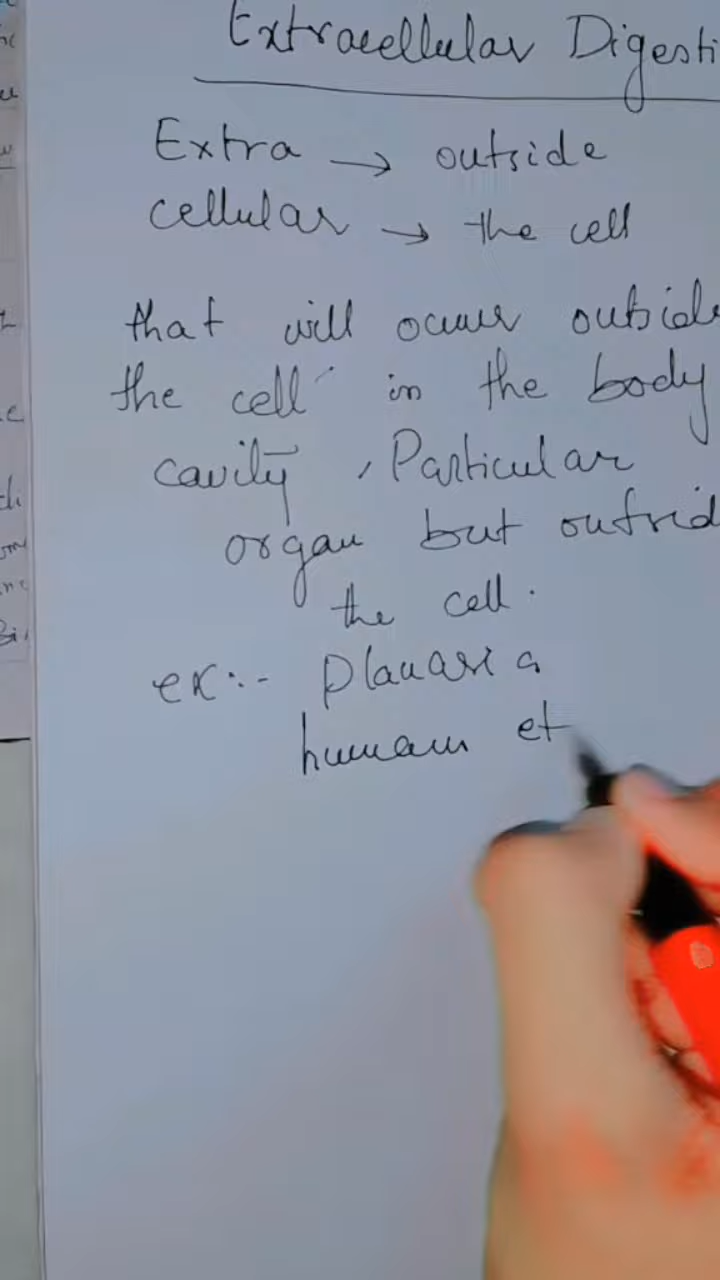 Extracellular Digesti
Extra → outside
cellular → the cell
that will occur outside
the cell in the body
cavity, Particular
organ but outsid
the cell.
ex:- Planaria
human et